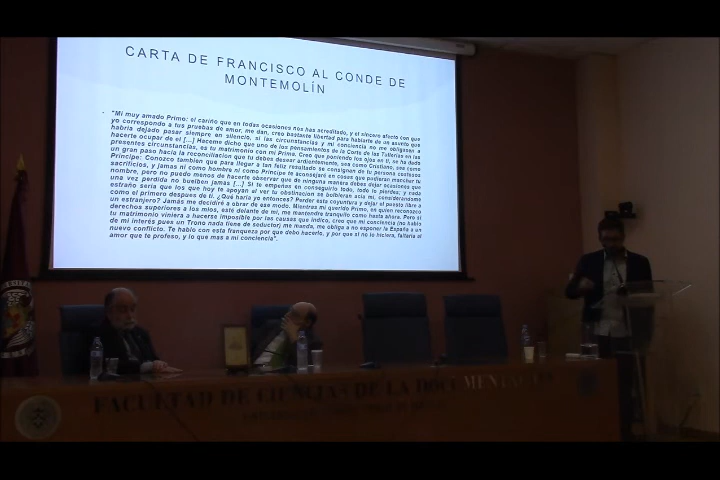 CARTA DE FRANCISCO AL CONDE DE
MONTEMOLÍN
"Mi muy amado Primo: el cariño que en todas ocasiones nos has acreditado, y el sincero afecto con que
yo correspondo a tus pruebas de amor, me dan, creo bastante libertad para hablarte de un asunto que
habría dejado pasar siempre en silencio, si las circunstancias y mi conciencia no me obligasen a
hacerte ocupar de el [...] Haceme dicho que uno de los pensamientos de la Corte de las Tullerias en las
presentes circunstancias, es tu matrimonio con mi Prima. Creo que poniendo los ojos en ti, se ha dado
un gran paso hacia la reconciliación que tu debes desear ardientemente, sea como Cristiano, sea como
Príncipe: Conozco tambien que para llegar a tan feliz resultado se consignan de tu persona costosos
sacrificios, y jamas ni como hombre ni como Príncipe te aconsejaré en cosas que pudieran manchar tu
nombre, pero no puedo menos de hacerte observar que de ninguna manera debes dejar ocasiones que
una vez perdida no buelben jamas [...] Si te empeñas en conseguirlo todo, todo lo pierdes; y nada
estraño sería que los que hoy te apoyan al ver tu obstinacion se bolbieran acia mi, considerandome
como el primero despues de ti. ¿Qué haría yo entonces? Perder esta coyuntura y dejar el puesto libre a
un estranjero? Jamás me decidiré a obrar de ese modo. Mientras mi querido Primo, en quien reconozco
derechos superiores a los mios, esté delante de mi, me mantendre tranquilo como hasta ahora. Pero si
tu matrimonio viniera a hacerse imposible por las causas que indico, creo que mi conciencia (no hablo
de mi interés pues un Trono nada tiene de seductor) me manda, me obliga a no esponer la España a un
nuevo conflicto. Te hablo con esta franqueza por que debo hacerlo, y por que si no lo hiciera, faltaría al
amor que te profeso, y lo que mas a mi conciencia".
FACULTAD DE CIENCIAS DE LA DOCUMENTACIÓN